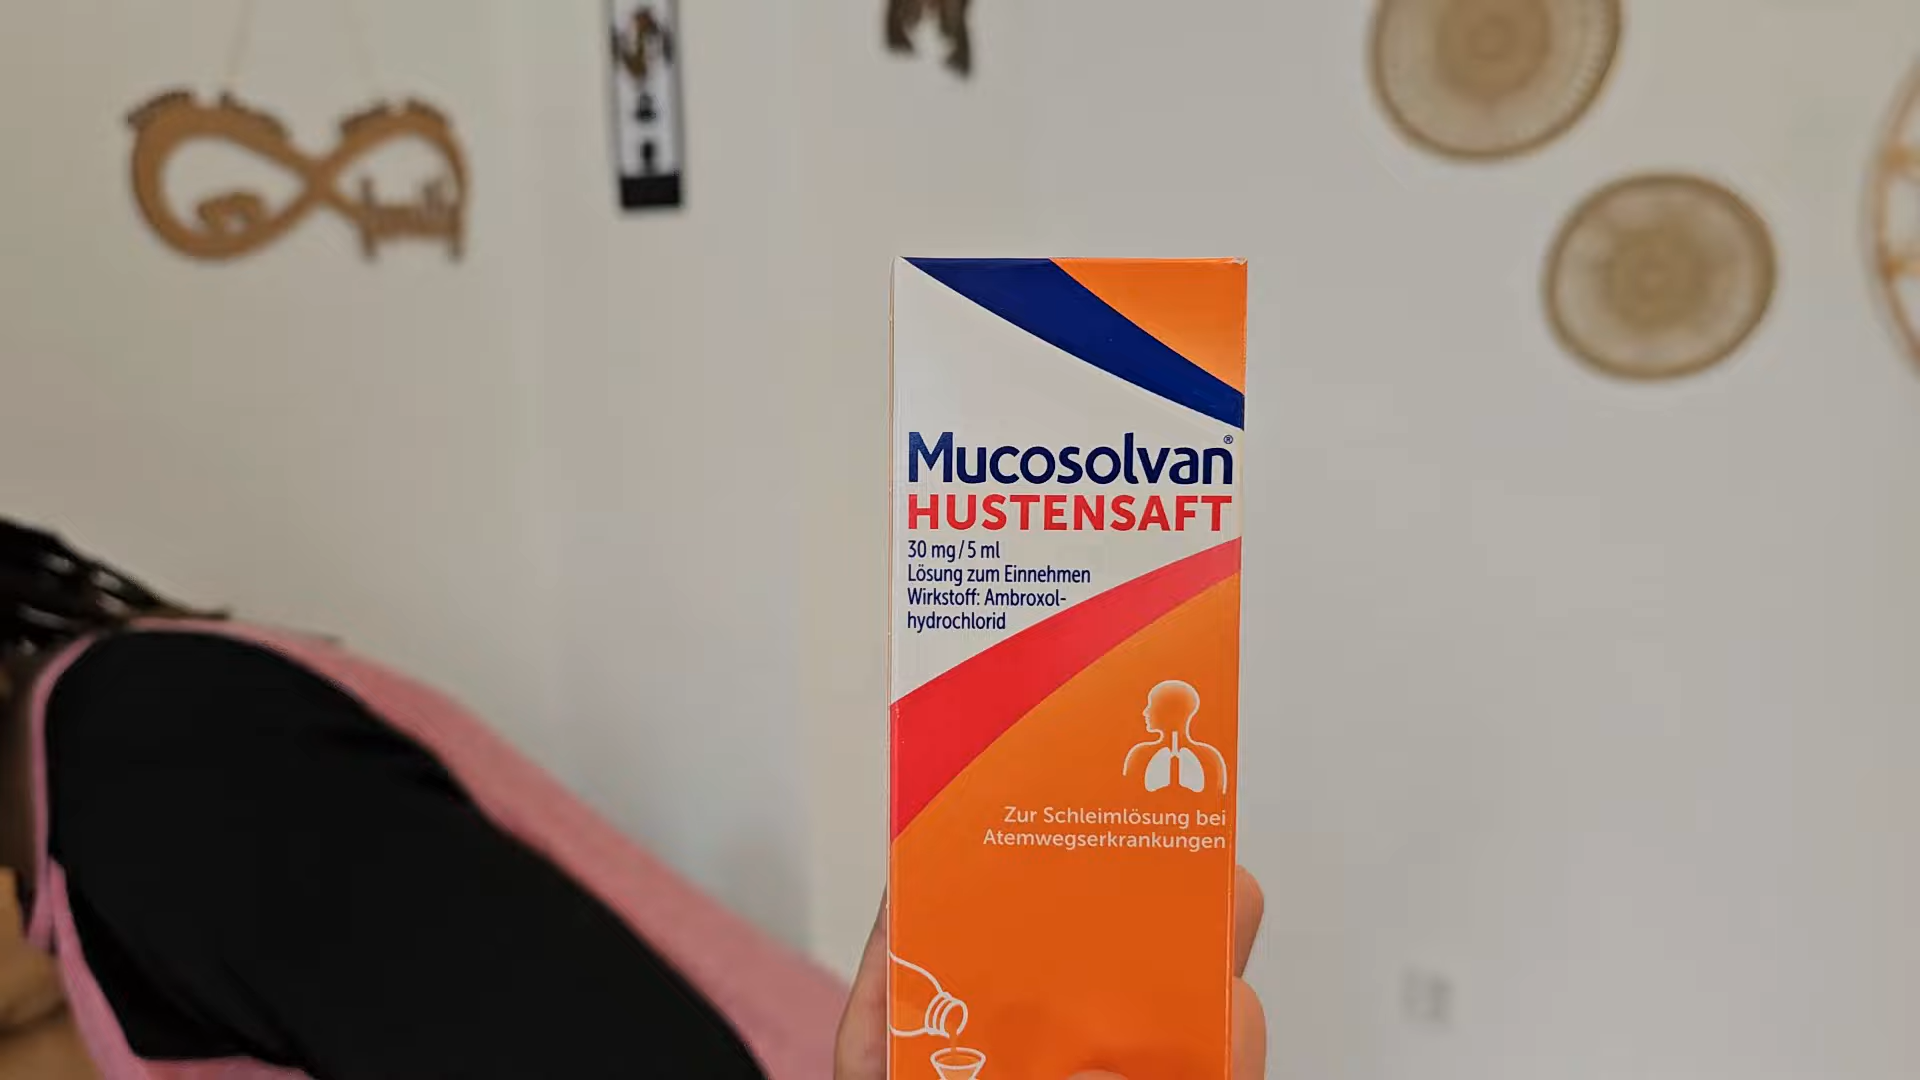 Mucosolvan®
HUSTENSAFT
30 mg/5 ml
Lösung zum Einnehmen
Wirkstoff: Ambroxol-
hydrochlorid
Zur Schleimlösung bei
Atemwegserkrankungen